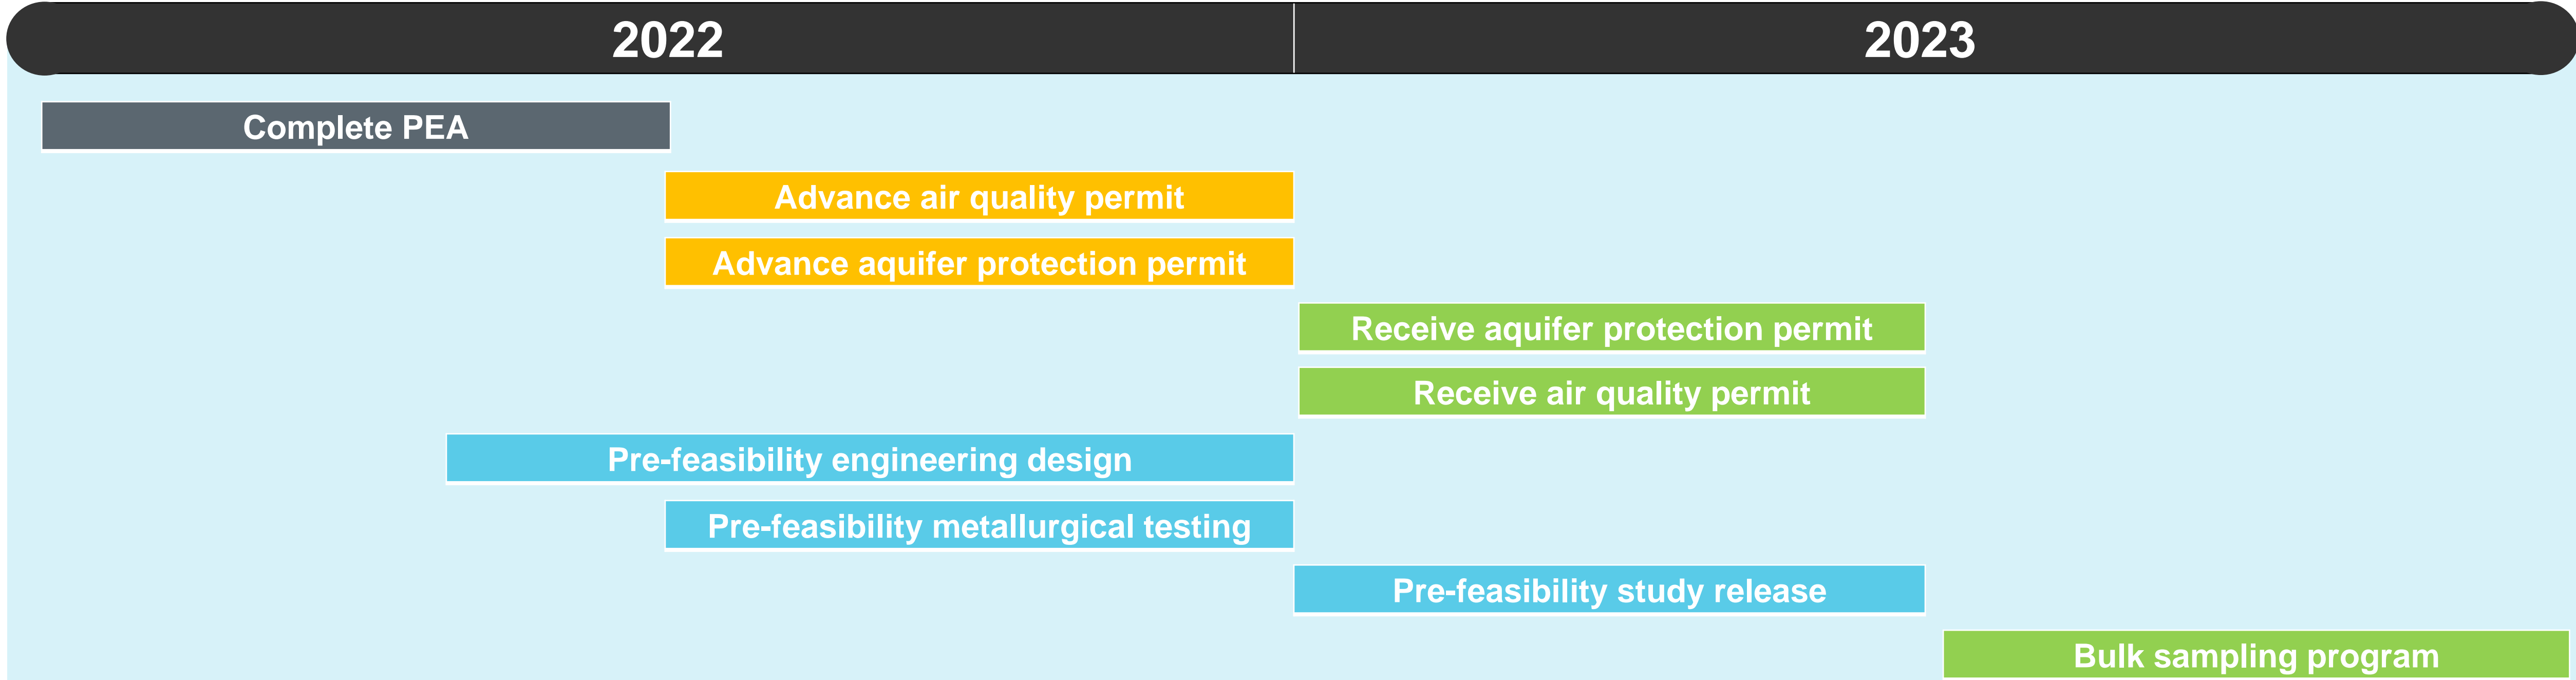 2022
2023
Complete PEA
Advance air quality permit
Advance aquifer protection permit
Receive aquifer protection permit
Receive air quality permit
Pre-feasibility engineering design
Pre-feasibility metallurgical testing
Pre-feasibility study release
Bulk sampling program